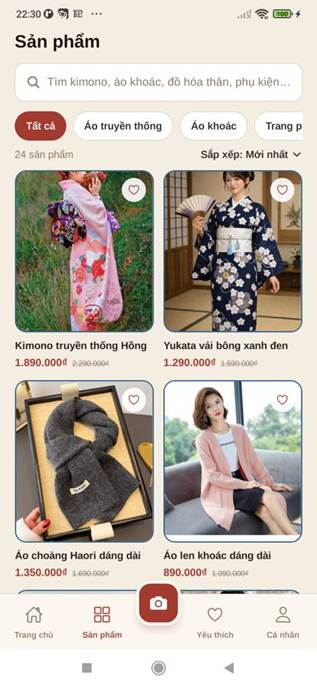 22:30
Sản phẩm
Tìm kimono, áo khoác, đồ hóa thân, phụ kiện...
Tất cả
Áo truyền thống
Áo khoác
Trang p
24 sản phẩm
Sắp xếp: Mới nhất
Kimono truyền thống Hồng
1.890.000₫ 2.290.000₫
Yukata vải bông xanh đen
1.290.000₫ 1.590.000₫
Áo choàng Haori dáng dài
1.350.000₫ 1.690.000₫
Áo len khoác dáng dài
890.000₫ 1.090.000₫
Trang chủ
Sản phẩm
Yêu thích
Cá nhân